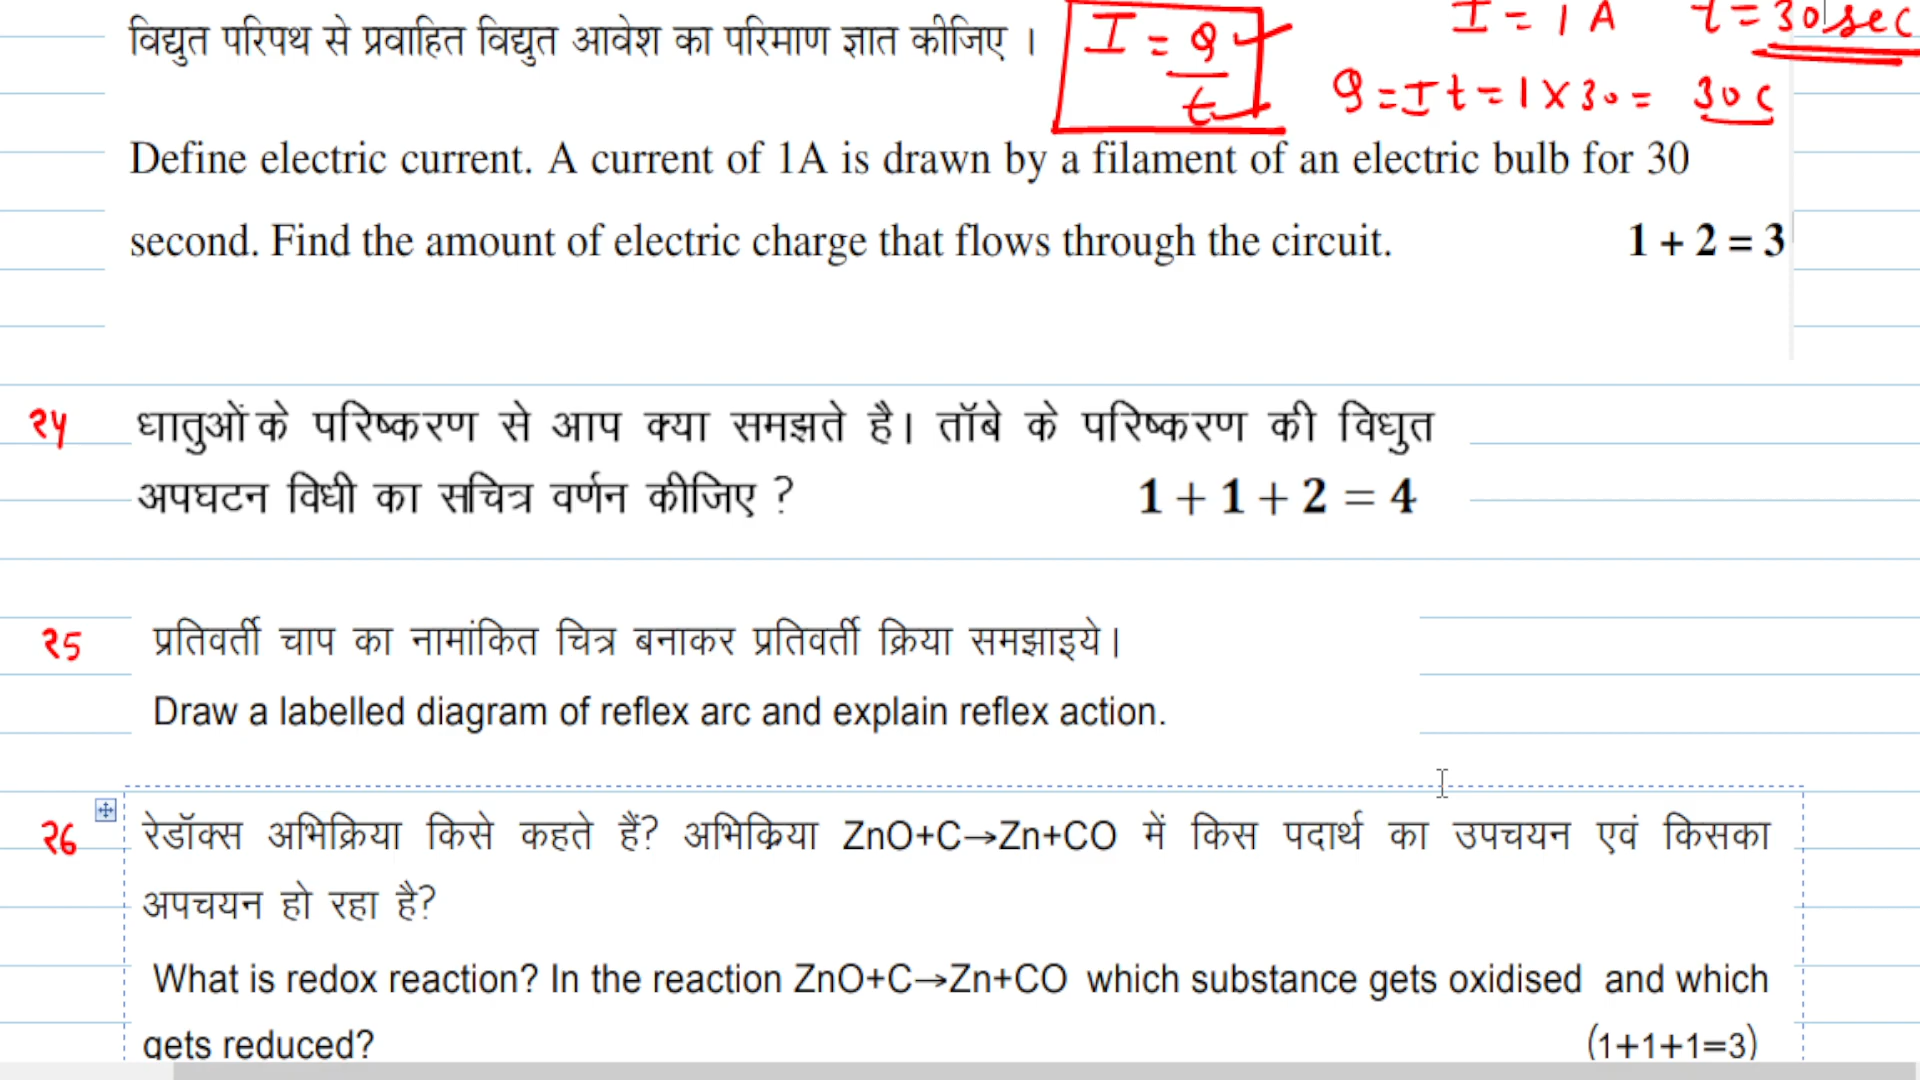 विद्युत परिपथ से प्रवाहित विद्युत आवेश का परिमाण ज्ञात कीजिए ।
I = Q / t
I = 1 A t = 30 sec
Q = It = 1 X 30 = 30 C
Define electric current. A current of 1A is drawn by a filament of an electric bulb for 30
second. Find the amount of electric charge that flows through the circuit. 1 + 2 = 3
२४ धातुओं के परिष्करण से आप क्या समझते है। ताॅबे के परिष्करण की विधुत
अपघटन विधी का सचित्र वर्णन कीजिए ? 1 + 1 + 2 = 4
२5 प्रतिवर्ती चाप का नामांकित चित्र बनाकर प्रतिवर्ती क्रिया समझाइये।
Draw a labelled diagram of reflex arc and explain reflex action.
२6 रेडॉक्स अभिक्रिया किसे कहते हैं? अभिक्रिया ZnO+C→Zn+CO में किस पदार्थ का उपचयन एवं किसका
अपचयन हो रहा है?
What is redox reaction? In the reaction ZnO+C→Zn+CO which substance gets oxidised and which
gets reduced? (1+1+1=3)